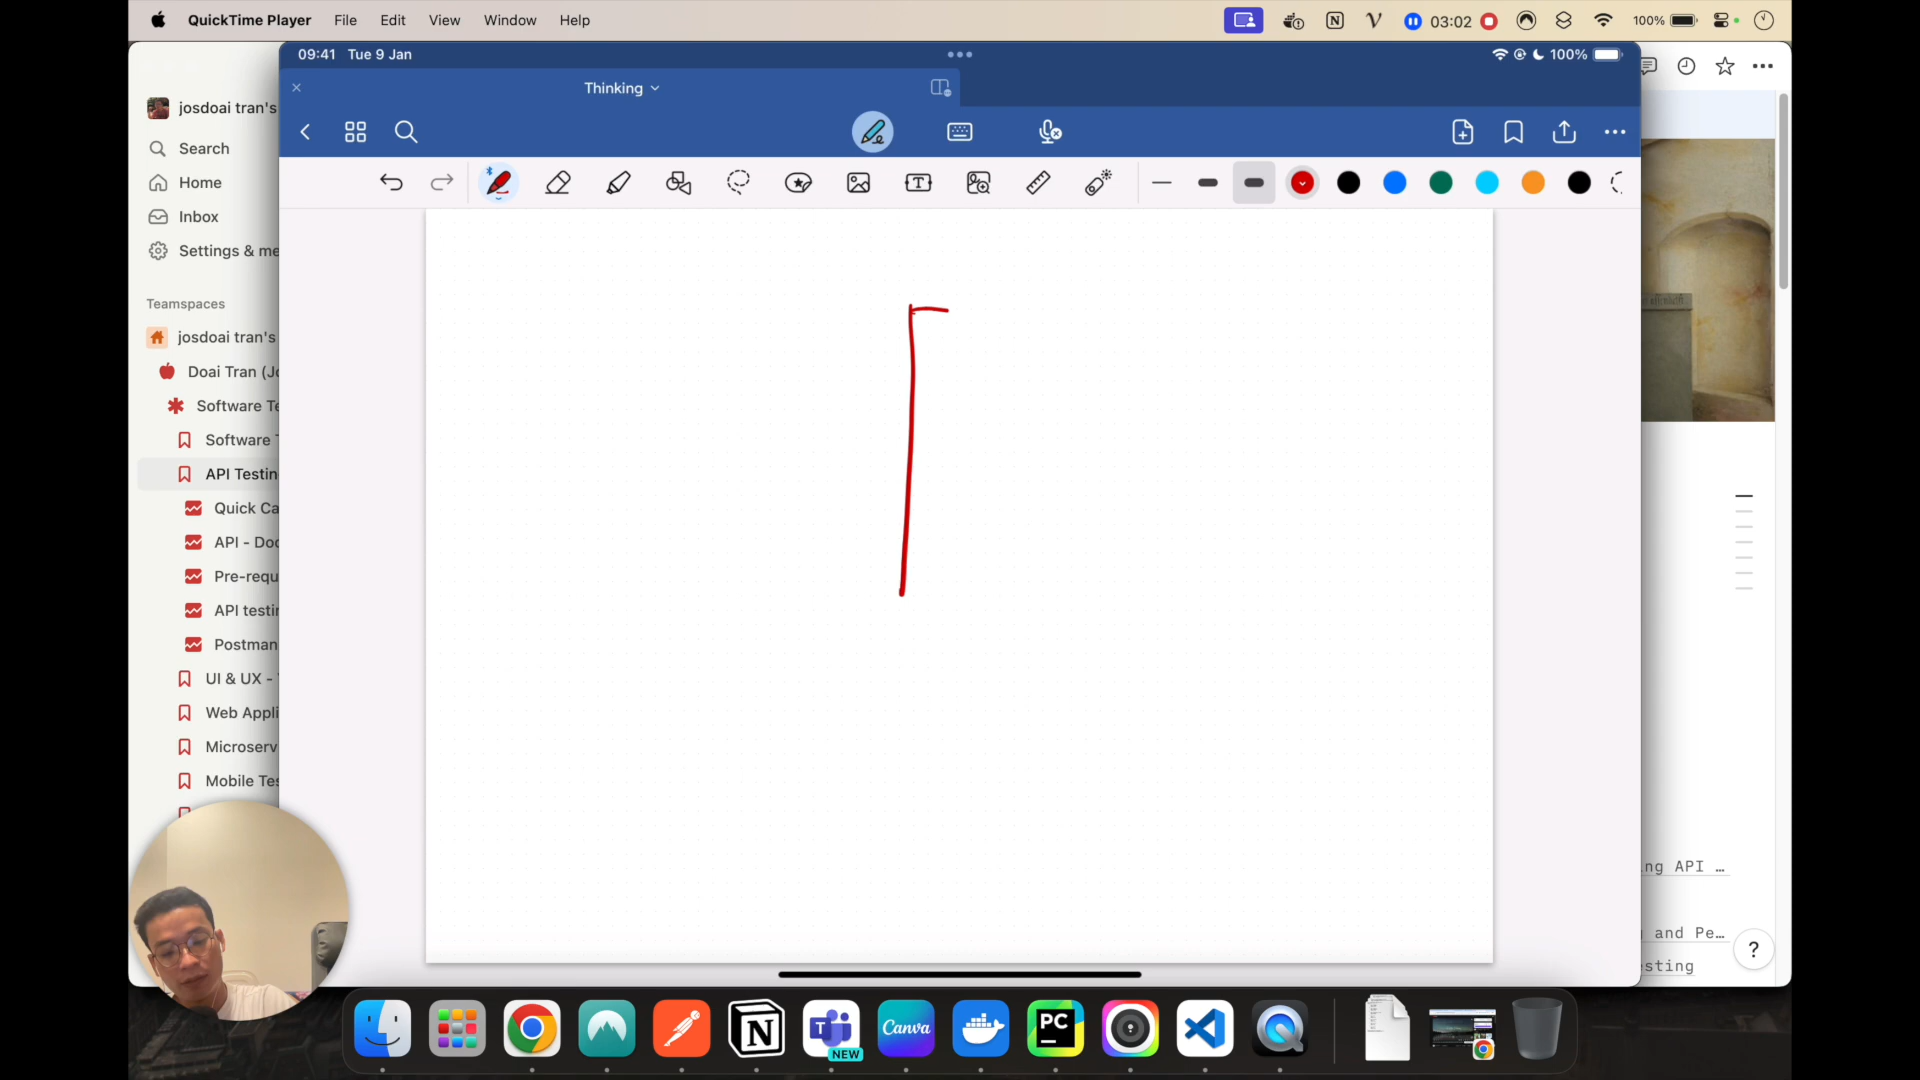 QuickTime Player File Edit View Window Help
03:02 100%
09:41 Tue 9 Jan
100%
Thinking
josdoai tran's
Search
Home
Inbox
Settings & me
Teamspaces
josdoai tran's
Doai Tran (Jo
Software Te
Software T
API Testin
Quick Ca
API - Doc
Pre-requ
API testin
Postman
UI & UX -
Web Appli
Microserv
Mobile Tes
ng API …
and Pe…
sting
?
N
T
NEW
Canva
PC